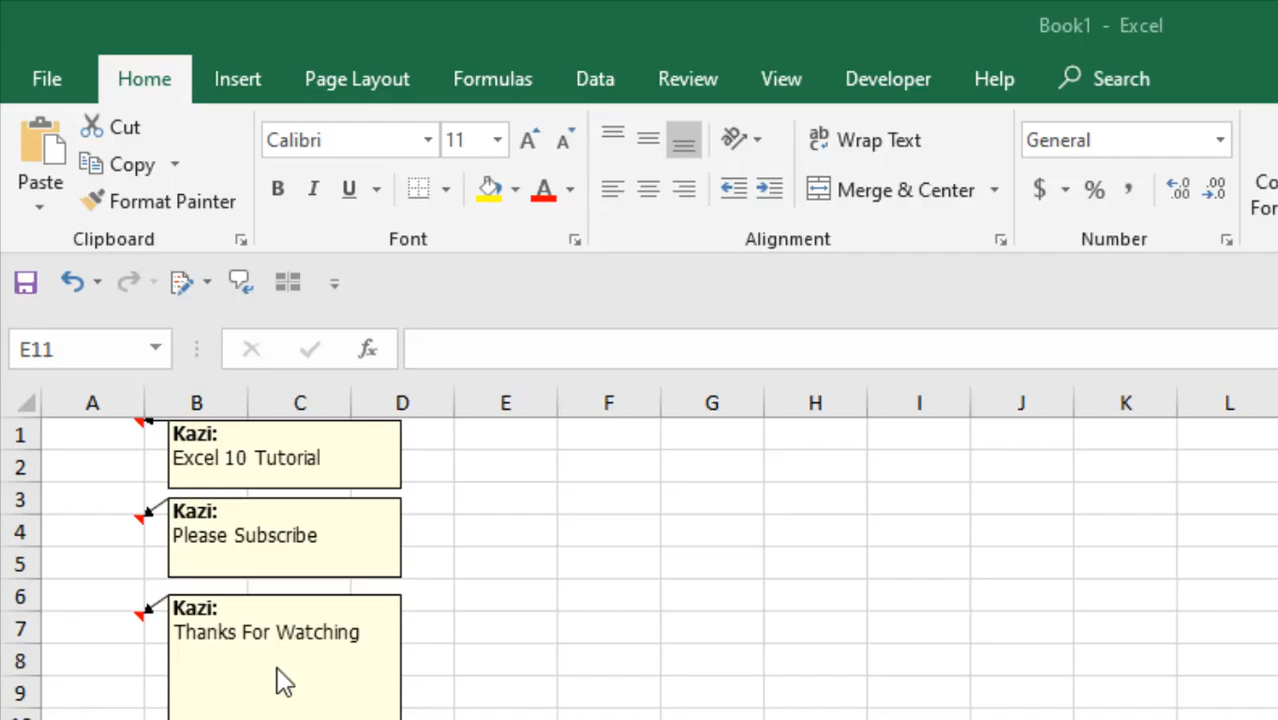 Book1 - Excel
File Home Insert Page Layout Formulas Data Review View Developer Help Search
Cut
Copy
Paste
Format Painter
Clipboard
Calibri 11
B I U
Font
Wrap Text
Merge & Center
Alignment
General
$ % ,
Number
E11
fx
A B C D E F G H I J K L
1
2
3
4
5
6
7
8
9
Kazi:
Excel 10 Tutorial
Kazi:
Please Subscribe
Kazi:
Thanks For Watching